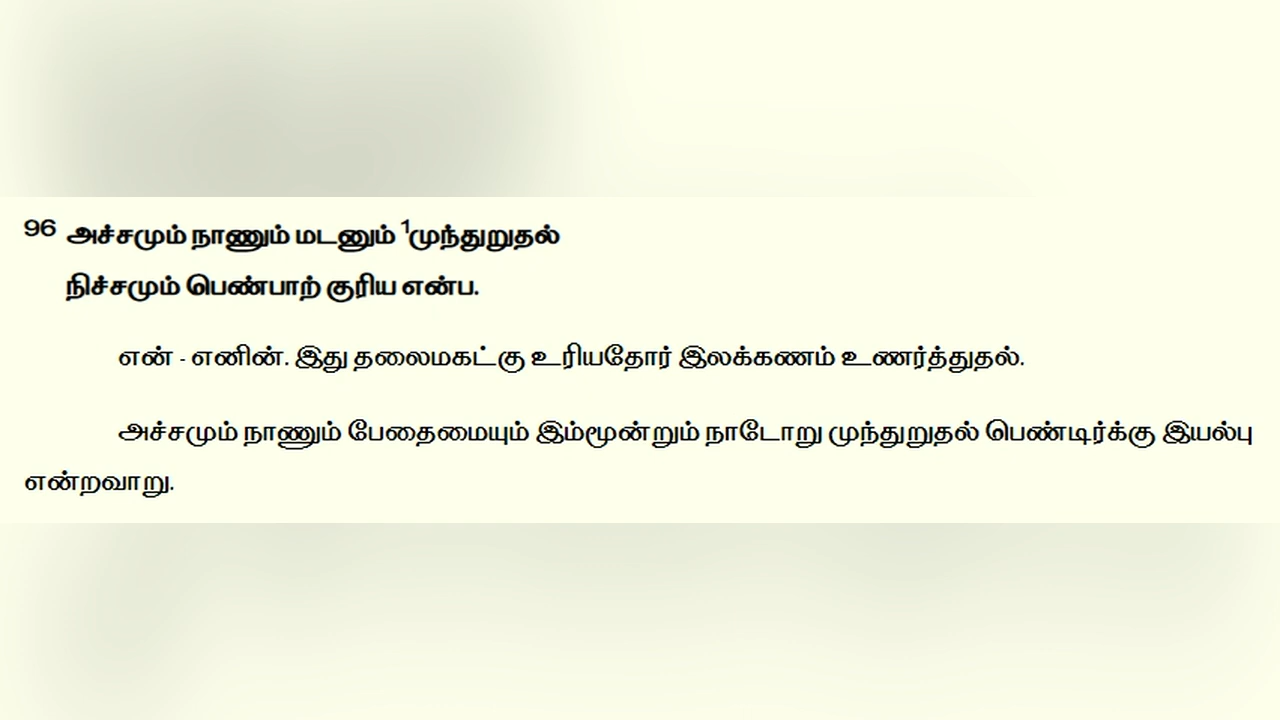 96 அச்சமும் நாணும் மடனும் ¹முந்துறுதல்
நிச்சமும் பெண்பாற் குரிய என்ப.
என் - எனின். இது தலைமகட்கு உரியதோர் இலக்கணம் உணர்த்துதல்.
அச்சமும் நாணும் பேதைமையும் இம்மூன்றும் நாடோறு முந்துறுதல் பெண்டிர்க்கு இயல்பு
என்றவாறு.